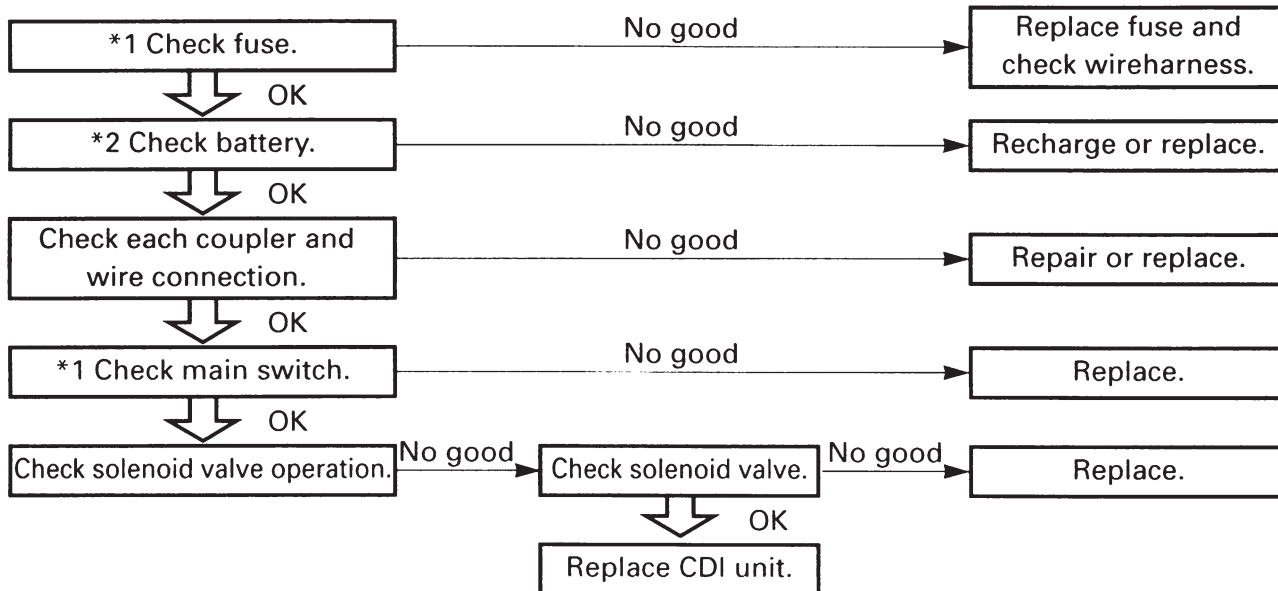 *1 Check fuse.
No good
Replace fuse and
check wireharness.
OK
*2 Check battery.
No good
Recharge or replace.
OK
Check each coupler and
wire connection.
No good
Repair or replace.
OK
*1 Check main switch.
No good
Replace.
OK
Check solenoid valve operation.
No good
Check solenoid valve.
No good
Replace.
OK
Replace CDI unit.